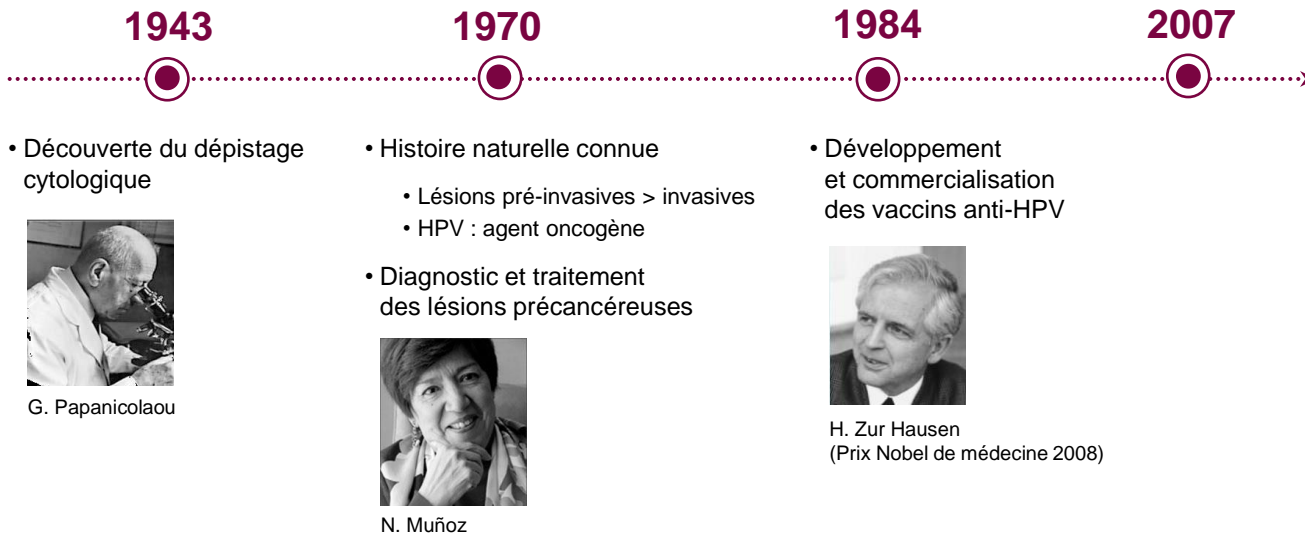 1943
1970
1984
2007
• Découverte du dépistage
cytologique
G. Papanicolaou
• Histoire naturelle connue
• Lésions pré-invasives > invasives
• HPV : agent oncogène
• Diagnostic et traitement
des lésions précancéreuses
N. Muñoz
• Développement
et commercialisation
des vaccins anti-HPV
H. Zur Hausen
(Prix Nobel de médecine 2008)